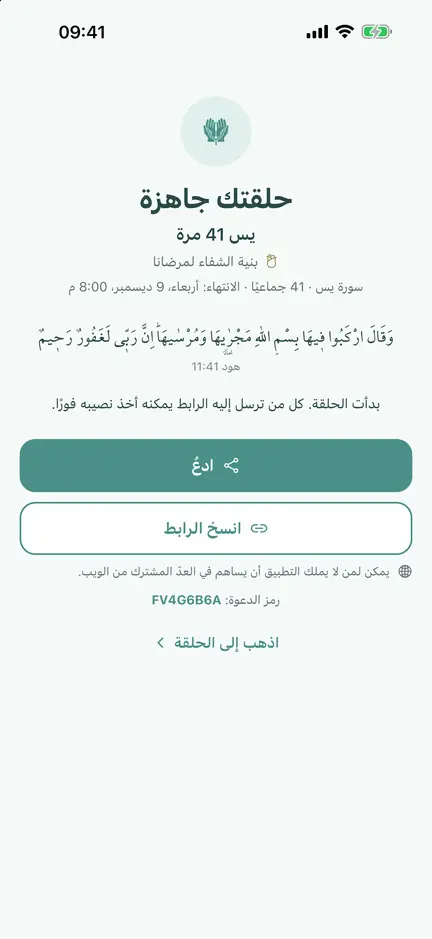 09:41
حلقتك جاهزة
يس 41 مرة
بنية الشفاء لمرضانا
سورة يس · 41 جماعيًا · الانتهاء: أربعاء، 9 ديسمبر، 8:00 م
وَقَالَ ارْكَبُوا فٖيهَا بِسْمِ اللّٰهِ مَجْرٰۭۙيهَا وَمُرْسٰيهَاؕ اِنَّ رَبّٖى لَغَفُورٌ رَحٖيمٌ
هود 11:41
بدأت الحلقة. كل من ترسل إليه الرابط يمكنه أخذ نصيبه فورًا.
ادعُ
انسخ الرابط
يمكن لمن لا يملك التطبيق أن يساهم في العدّ المشترك من الويب.
رمز الدعوة: FV4G6B6A
اذهب إلى الحلقة